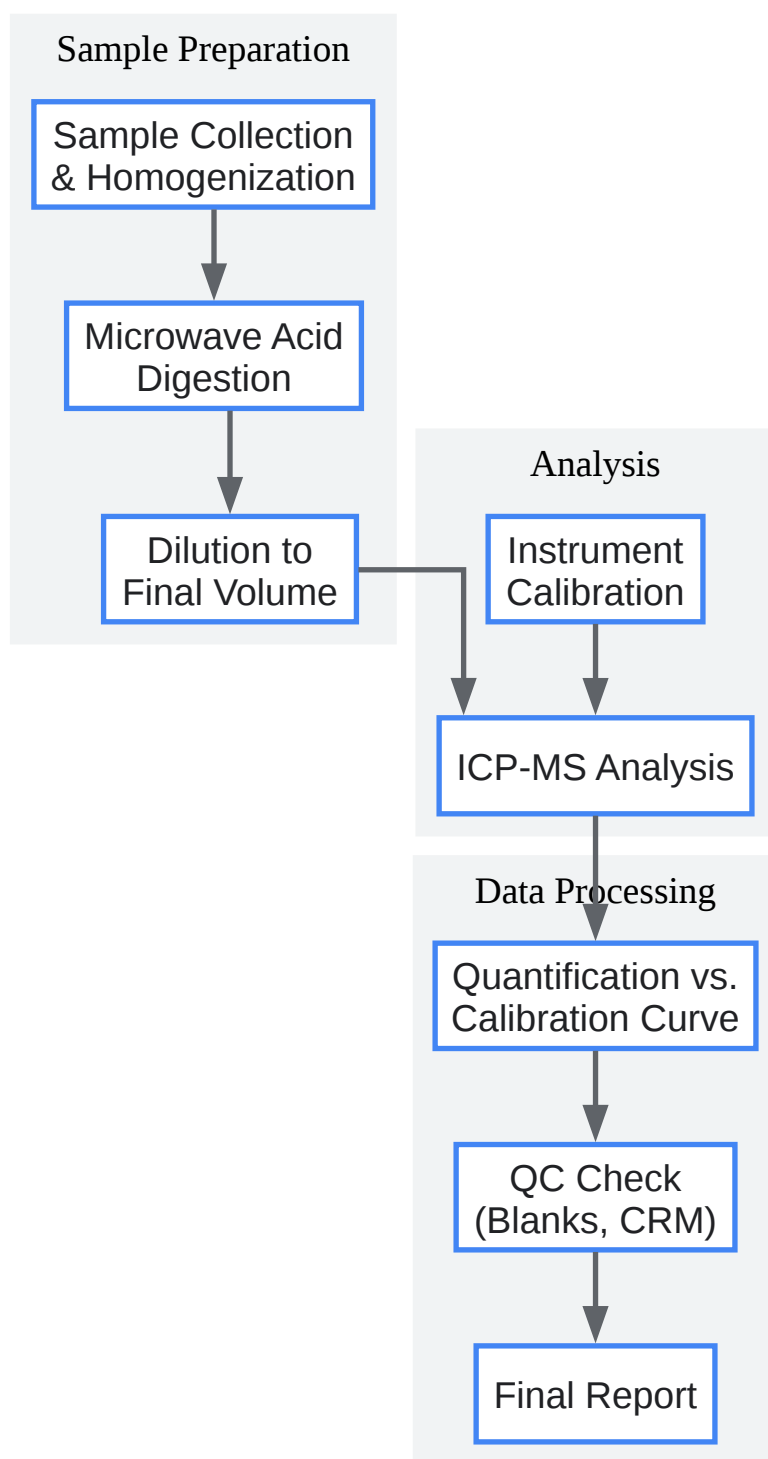 Sample Preparation
Sample Collection
& Homogenization
Microwave Acid
Digestion
Dilution to
Final Volume
Analysis
Instrument
Calibration
ICP-MS Analysis
Data Processing
Quantification vs.
Calibration Curve
QC Check
(Blanks, CRM)
Final Report